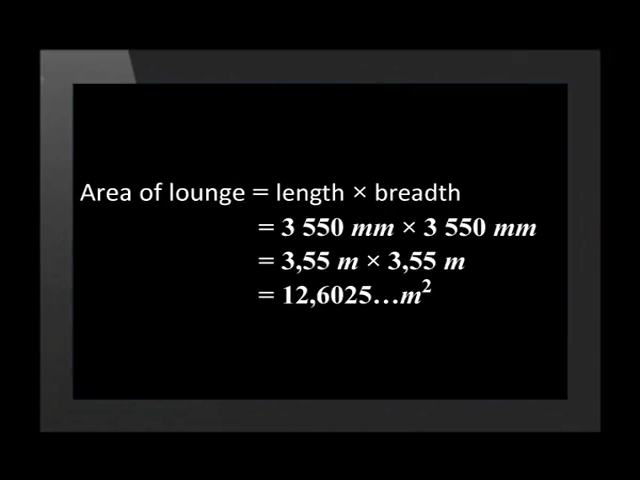 Area of lounge = length × breadth
= 3 550 mm × 3 550 mm
= 3,55 m × 3,55 m
= 12,6025…m²